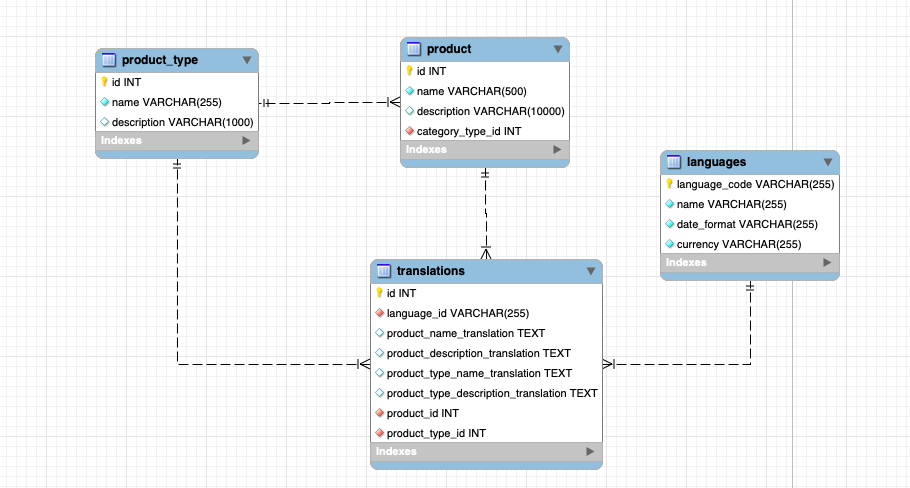 product_type
id INT
name VARCHAR(255)
description VARCHAR(1000)
Indexes
product
id INT
name VARCHAR(500)
description VARCHAR(10000)
category_type_id INT
Indexes
languages
language_code VARCHAR(255)
name VARCHAR(255)
date_format VARCHAR(255)
currency VARCHAR(255)
Indexes
translations
id INT
language_id VARCHAR(255)
product_name_translation TEXT
product_description_translation TEXT
product_type_name_translation TEXT
product_type_description_translation TEXT
product_id INT
product_type_id INT
Indexes